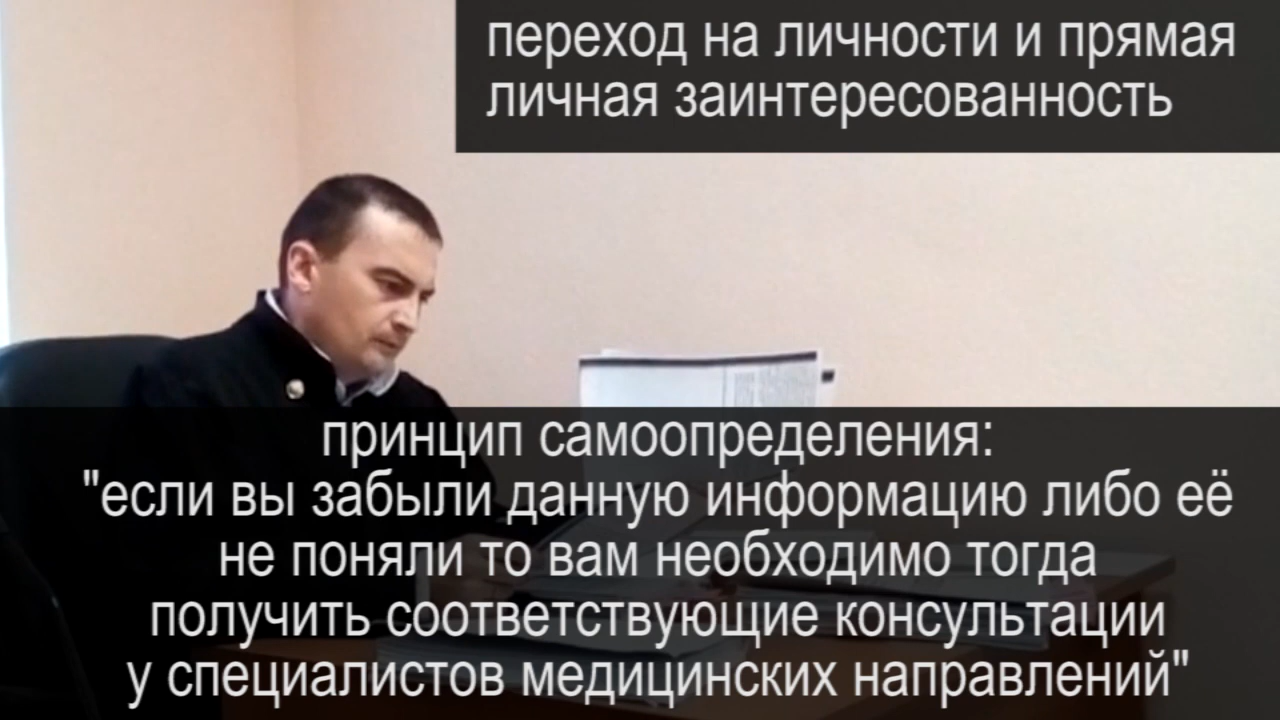 переход на личности и прямая
личная заинтересованность
принцип самоопределения:
"если вы забыли данную информацию либо её
не поняли то вам необходимо тогда
получить соответствующие консультации
у специалистов медицинских направлений"